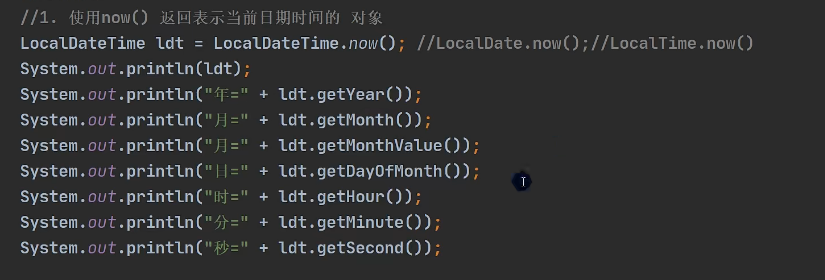 //1. 使用now() 返回表示当前日期时间的 对象
LocalDateTime ldt = LocalDateTime.now(); //LocalDate.now();//LocalTime.now()
System.out.println(ldt);
System.out.println("年=" + ldt.getYear());
System.out.println("月=" + ldt.getMonth());
System.out.println("月=" + ldt.getMonthValue());
System.out.println("日=" + ldt.getDayOfMonth());
System.out.println("时=" + ldt.getHour());
System.out.println("分=" + ldt.getMinute());
System.out.println("秒=" + ldt.getSecond());